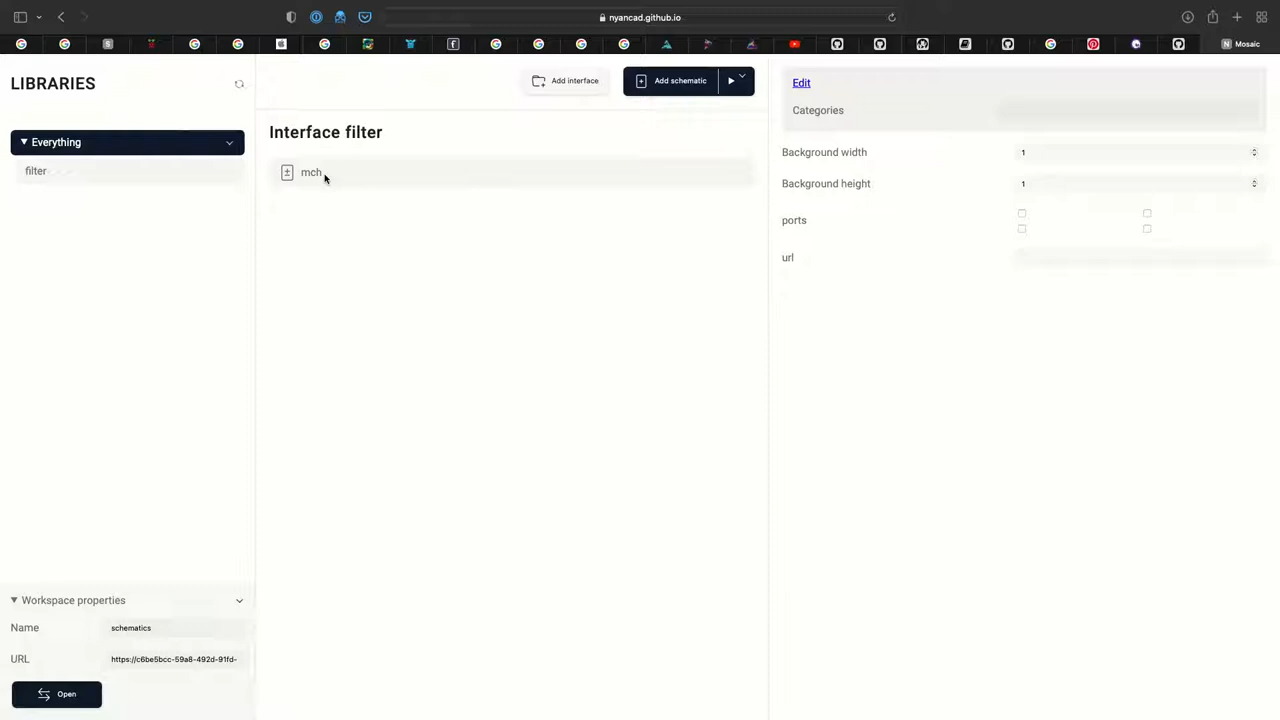 nyancad.github.io
Mosaic
LIBRARIES
Everything
filter
Workspace properties
Name schematics
URL https://c6be5bcc-59a8-492d-91fd-
Open
Add interface
Add schematic
Interface filter
mch
Edit
Categories
Background width 1
Background height 1
ports
url